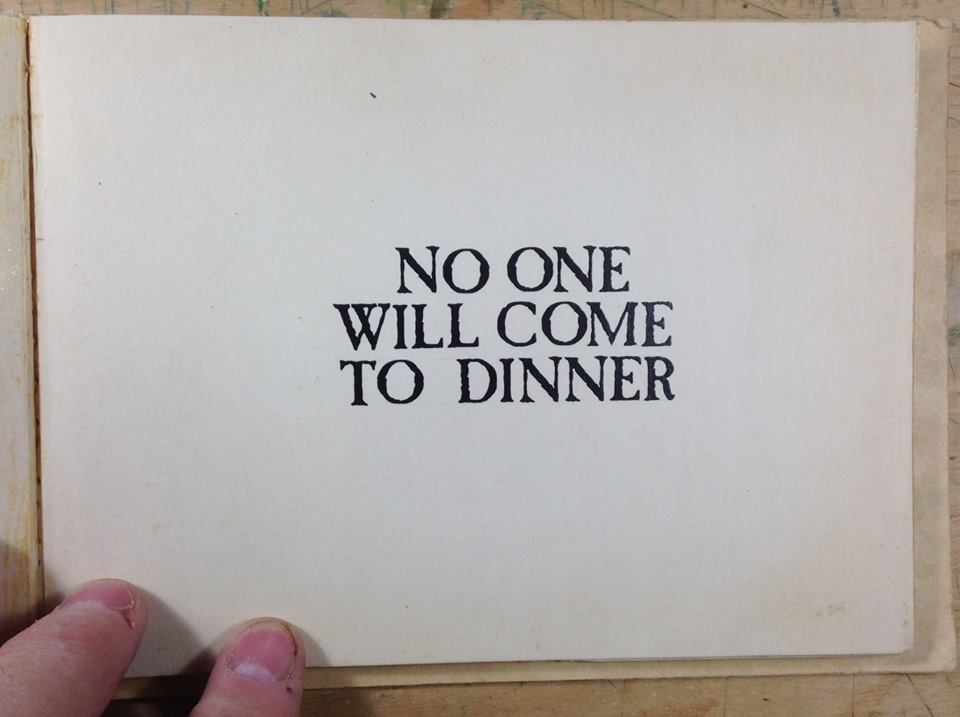 NO ONE
WILL COME
TO DINNER